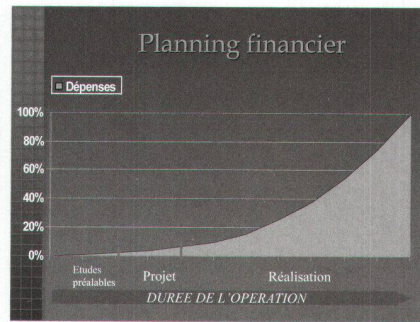 Planning financier
Dépenses
100%
80%
60%
40%
20%
0%
Etudes
préalables
Projet
Réalisation
DUREE DE L'OPERATION